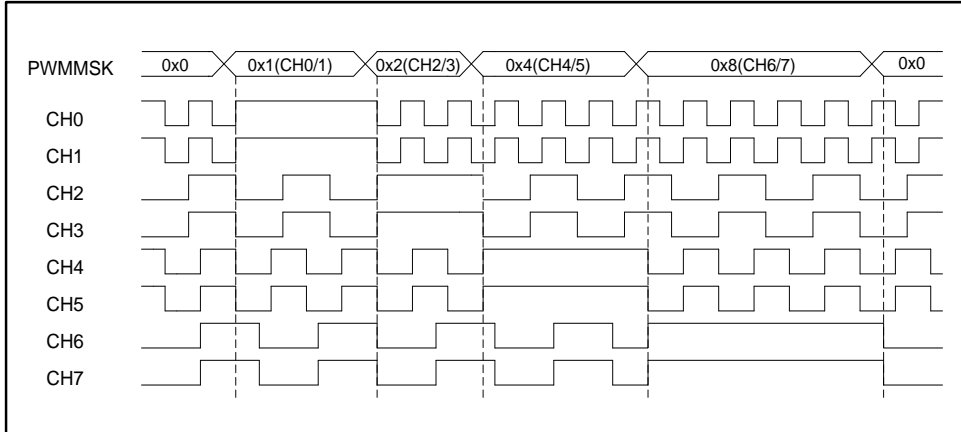 PWMMSK 0x0 0x1(CH0/1) 0x2(CH2/3) 0x4(CH4/5) 0x8(CH6/7) 0x0
CH0
CH1
CH2
CH3
CH4
CH5
CH6
CH7